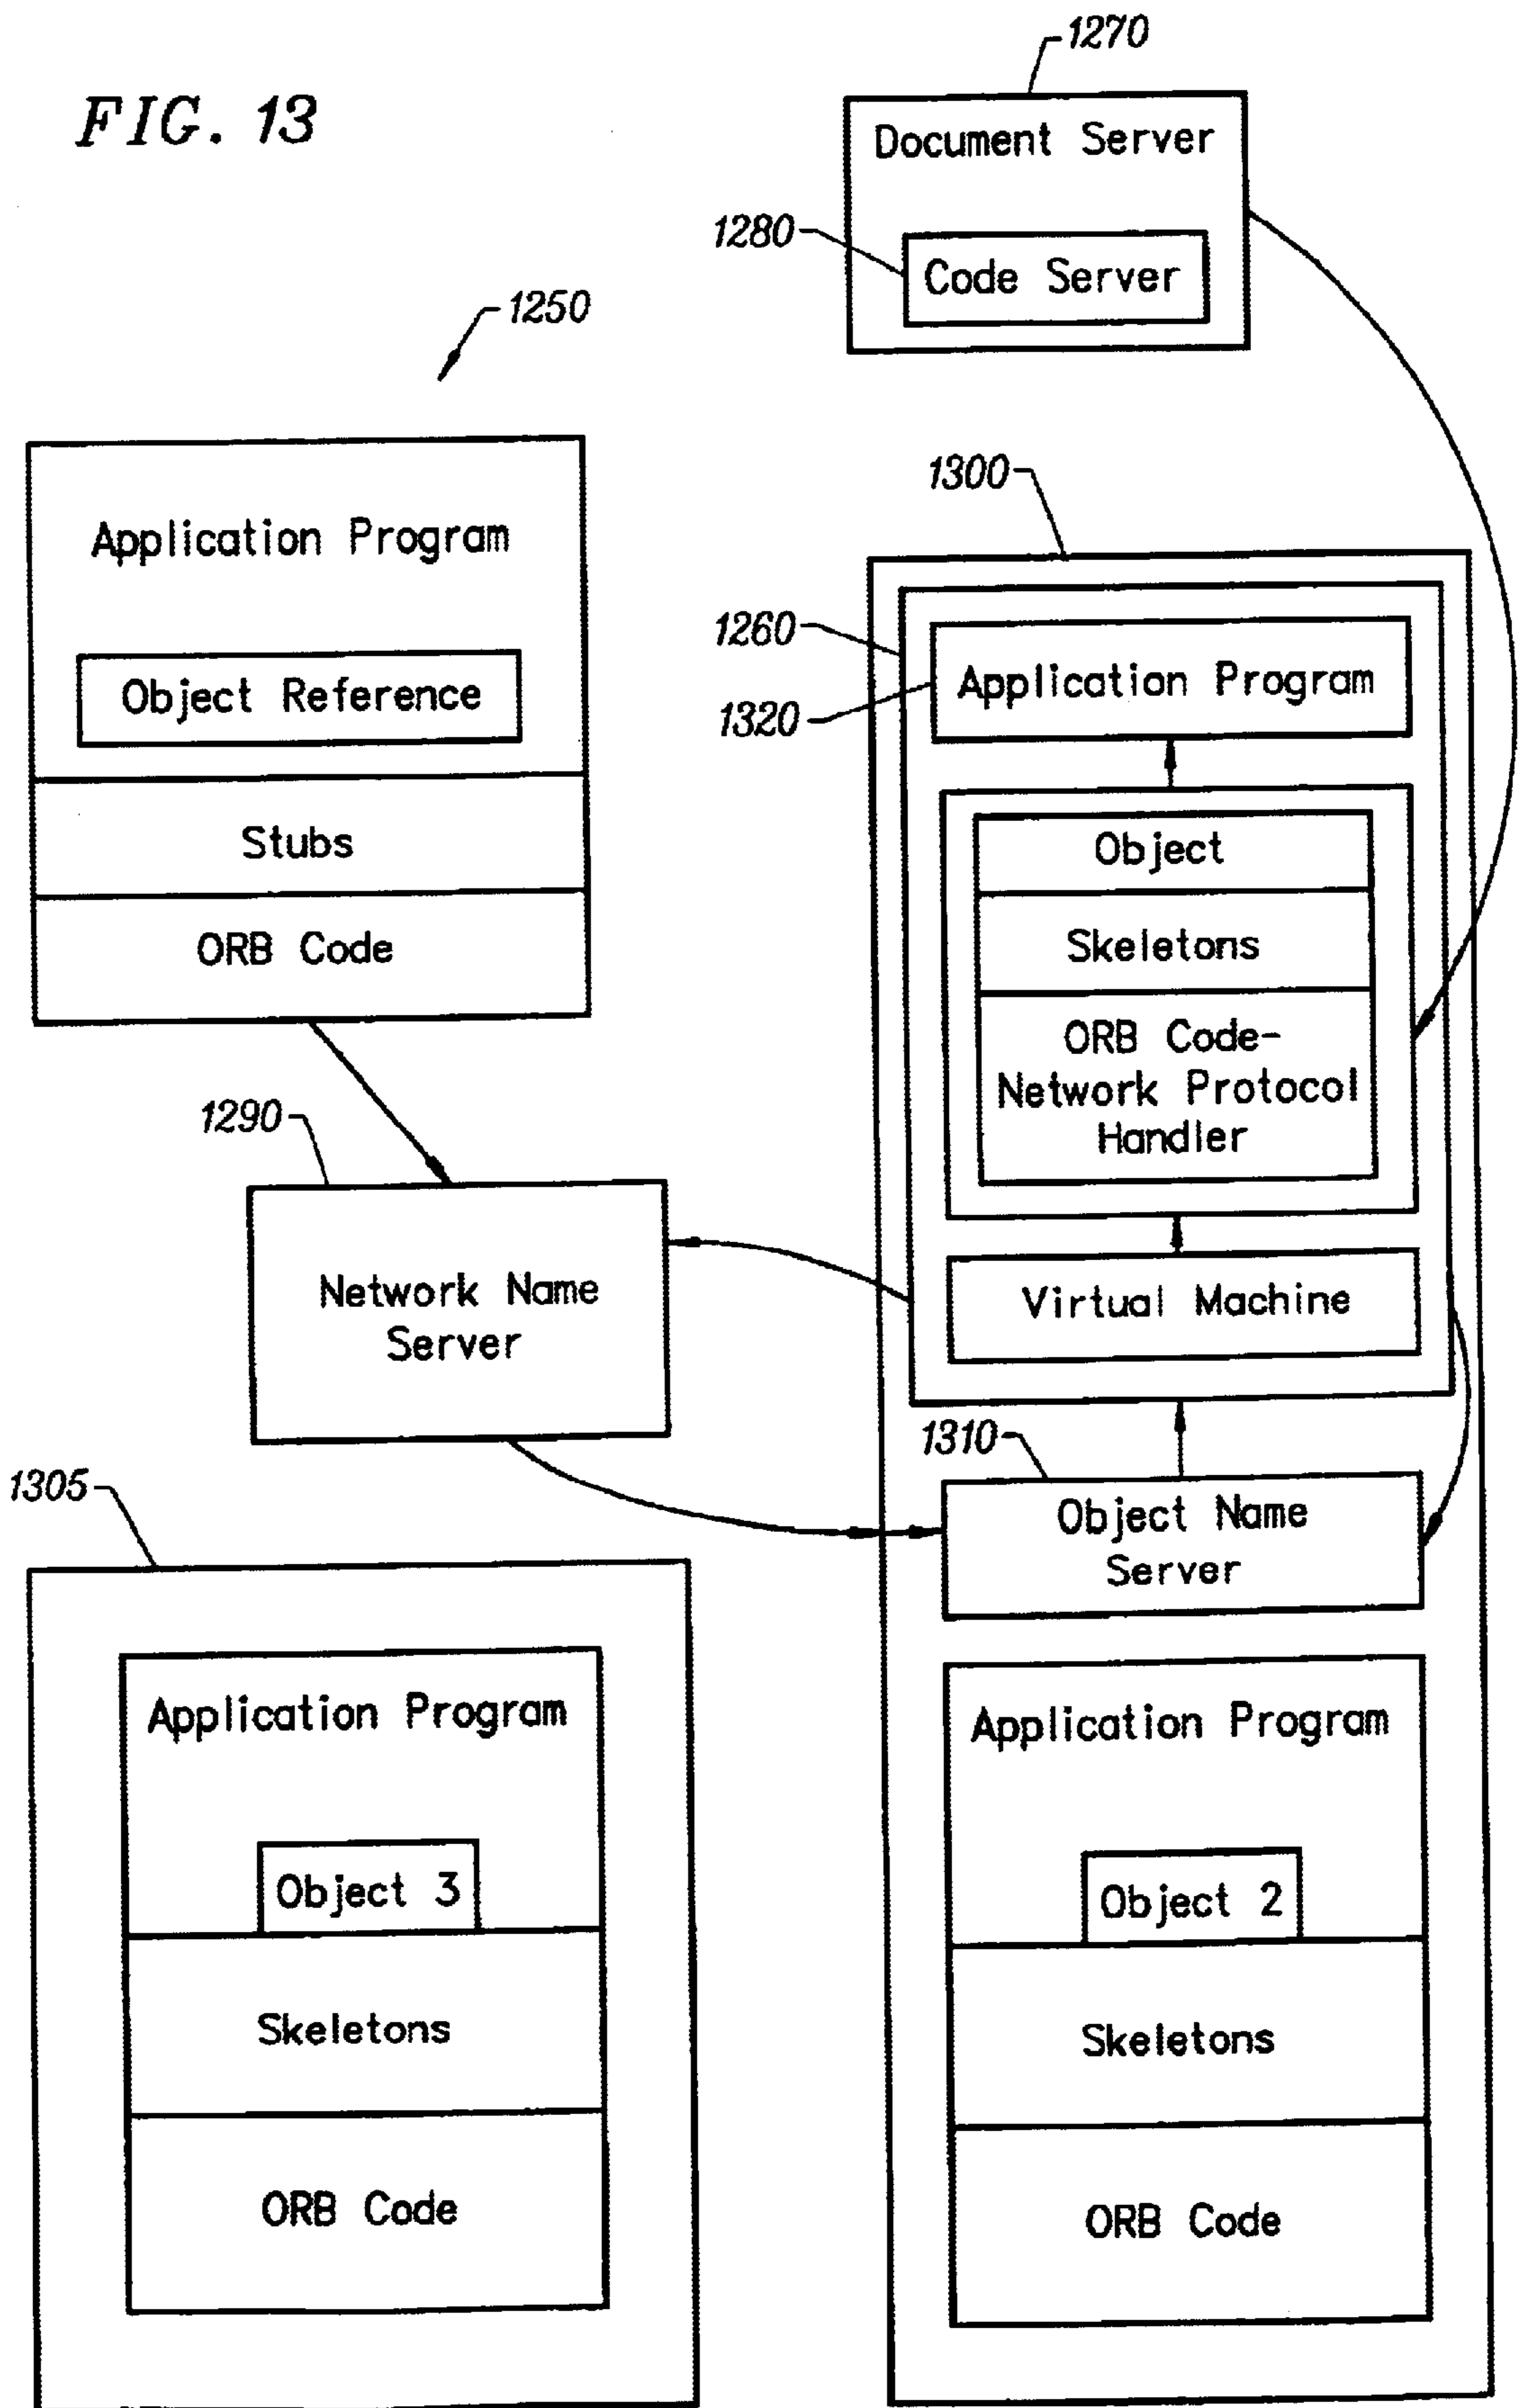 FIG. 13
1270
Document Server
1280
Code Server
1250
Application Program
Object Reference
Stubs
ORB Code
1300
1260
1320
Application Program
Object
Skeletons
ORB Code-
Network Protocol
Handler
Virtual Machine
1290
Network Name
Server
1310
Object Name
Server
1305
Application Program
Object 3
Skeletons
ORB Code
Application Program
Object 2
Skeletons
ORB Code